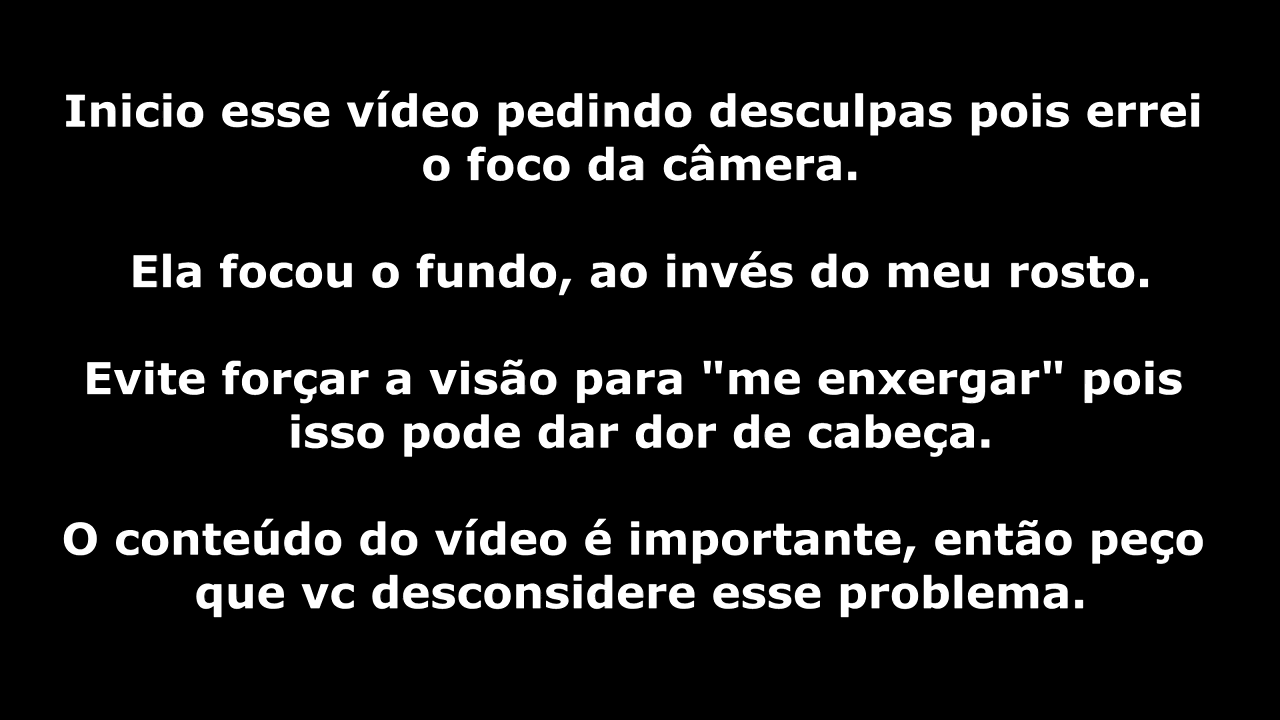 Inicio esse vídeo pedindo desculpas pois errei
o foco da câmera.
Ela focou o fundo, ao invés do meu rosto.
Evite forçar a visão para "me enxergar" pois
isso pode dar dor de cabeça.
O conteúdo do vídeo é importante, então peço
que vc desconsidere esse problema.